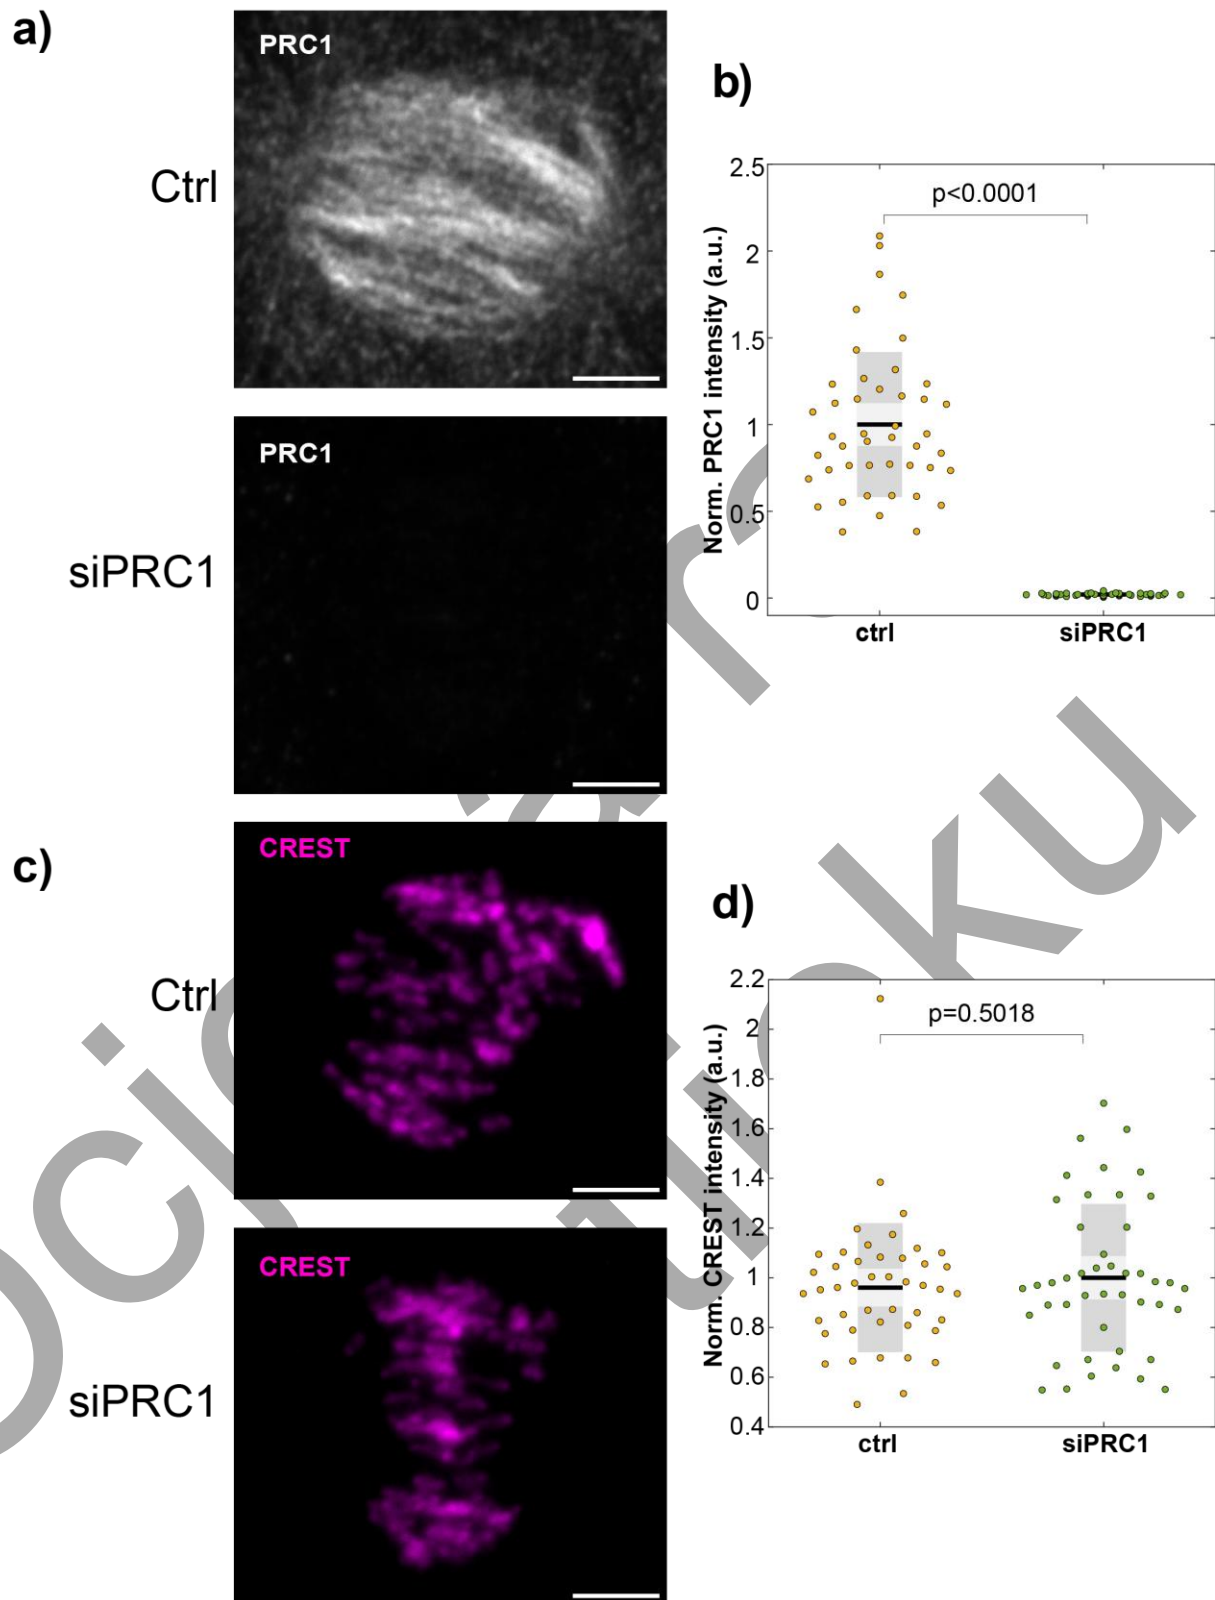 a)
PRC1
Ctrl
PRC1
siPRC1
b)
Norm. PRC1 intensity (a.u.)
2.5
2
1.5
1
0.5
0
p<0.0001
ctrl siPRC1
c)
CREST
Ctrl
CREST
siPRC1
d)
Norm. CREST intensity (a.u.)
2.2
2
1.8
1.6
1.4
1.2
1
0.8
0.6
0.4
p=0.5018
ctrl siPRC1